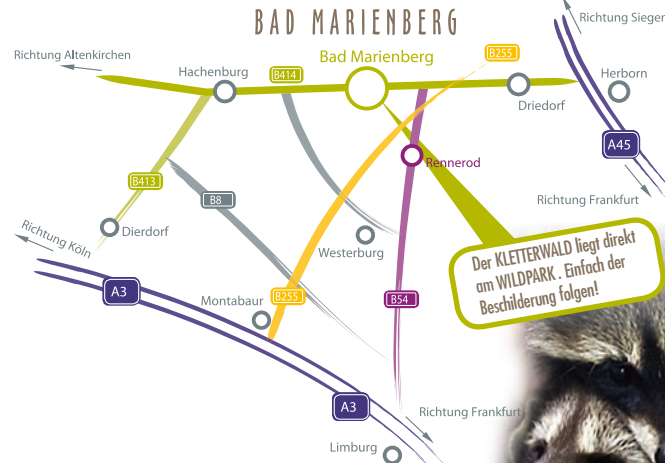 BAD MARIENBERG
Richtung Siegen
Richtung Altenkirchen
Bad Marienberg
B255
Hachenburg
B414
Driedorf
Herborn
A45
Rennerod
B413
B8
Richtung Frankfurt
Dierdorf
Richtung Köln
Westerburg
Der KLETTERWALD liegt direkt
am WILDPARK . Einfach der
Beschilderung folgen!
A3
Montabaur
B255
B54
A3
Richtung Frankfurt
Limburg